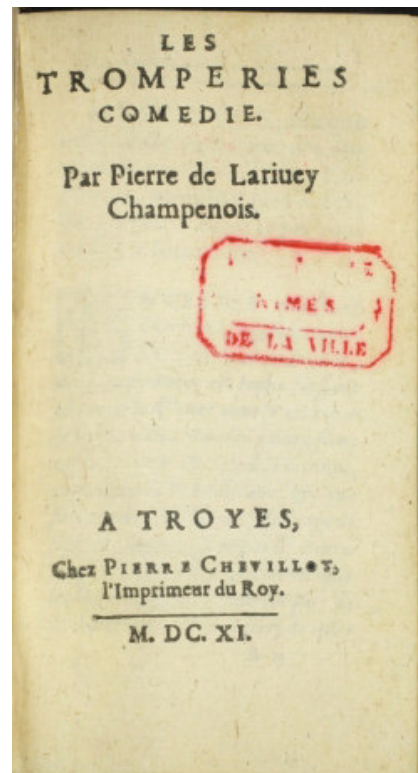 LES
TROMPERIES
COMEDIE.
Par Pierre de Lariuey
Champenois.
NIMES
DE LA VILLE
A TROYES,
Chez PIERRE CHEVILLOT,
l'Imprimeur du Roy.
M. DC. XI.